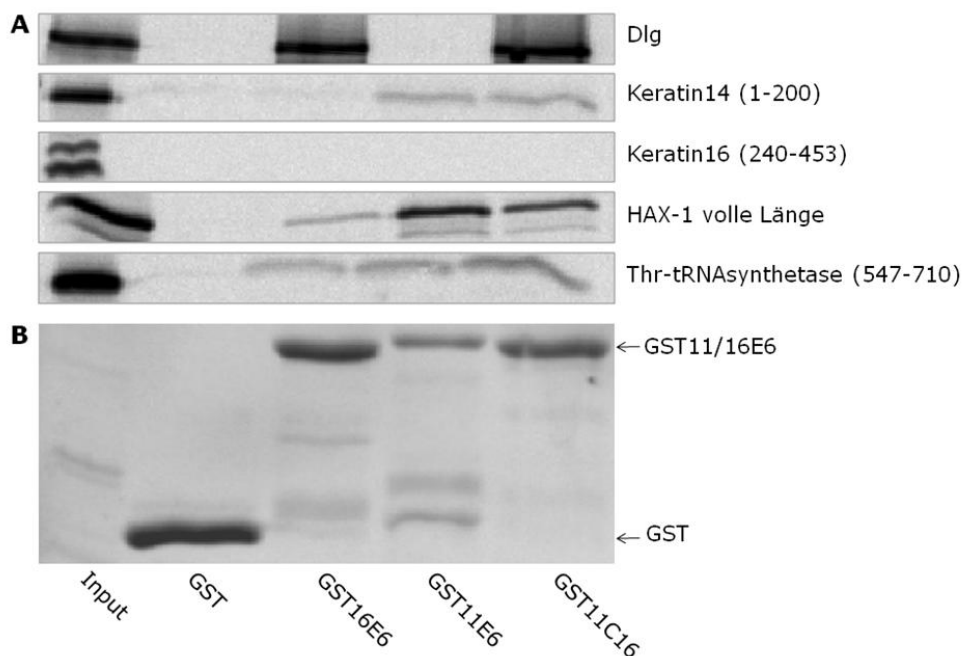 A
Dlg
Keratin14 (1-200)
Keratin16 (240-453)
HAX-1 volle Länge
Thr-tRNAsynthetase (547-710)
B
←GST11/16E6
←GST
Input
GST
GST16E6
GST11E6
GST11C16